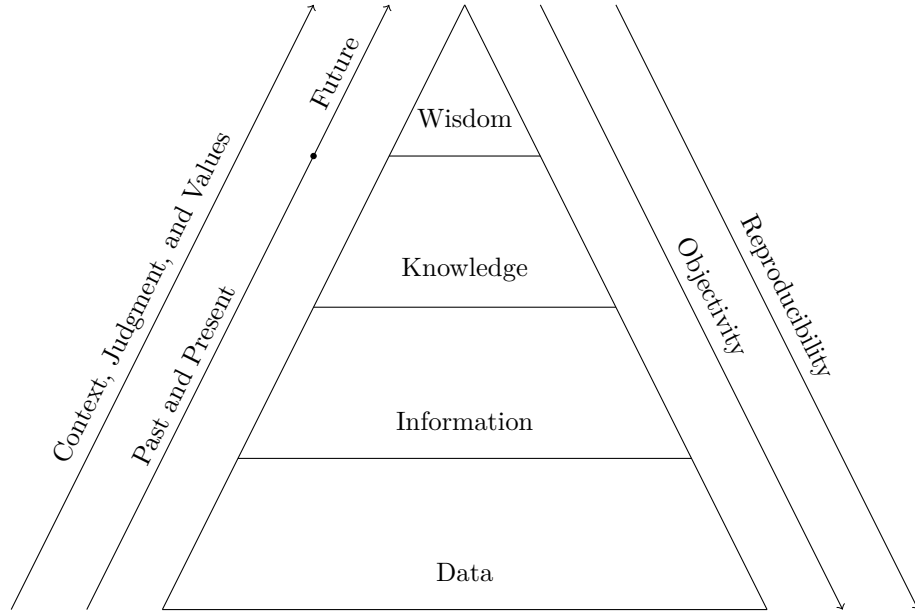 Future
Wisdom
Context, Judgment, and Values
Knowledge
Past and Present
Objectivity
Reproducibility
Information
Data